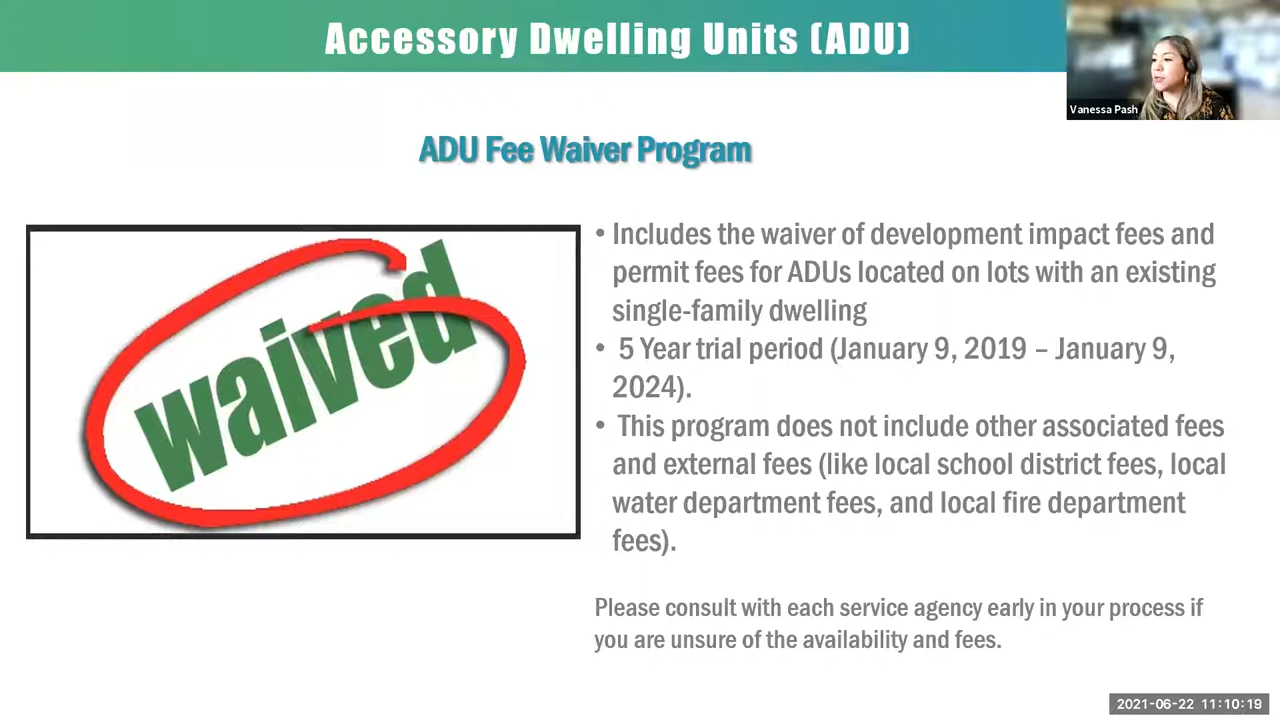 Accessory Dwelling Units (ADU)
Vanessa Pash
ADU Fee Waiver Program
waived
• Includes the waiver of development impact fees and
permit fees for ADUs located on lots with an existing
single-family dwelling
• 5 Year trial period (January 9, 2019 – January 9,
2024).
• This program does not include other associated fees
and external fees (like local school district fees, local
water department fees, and local fire department
fees).
Please consult with each service agency early in your process if
you are unsure of the availability and fees.
2021-06-22 11:10:19